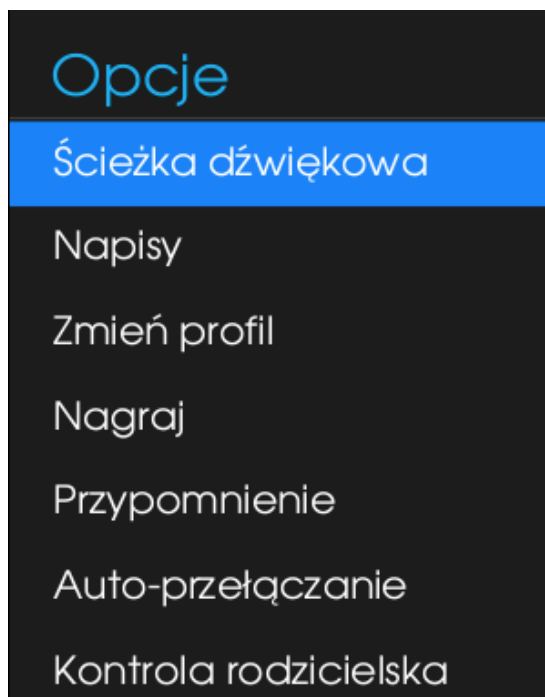 Opcje
Ścieżka dźwiękowa
Napisy
Zmień profil
Nagraj
Przypomnienie
Auto-przełączanie
Kontrola rodzicielska